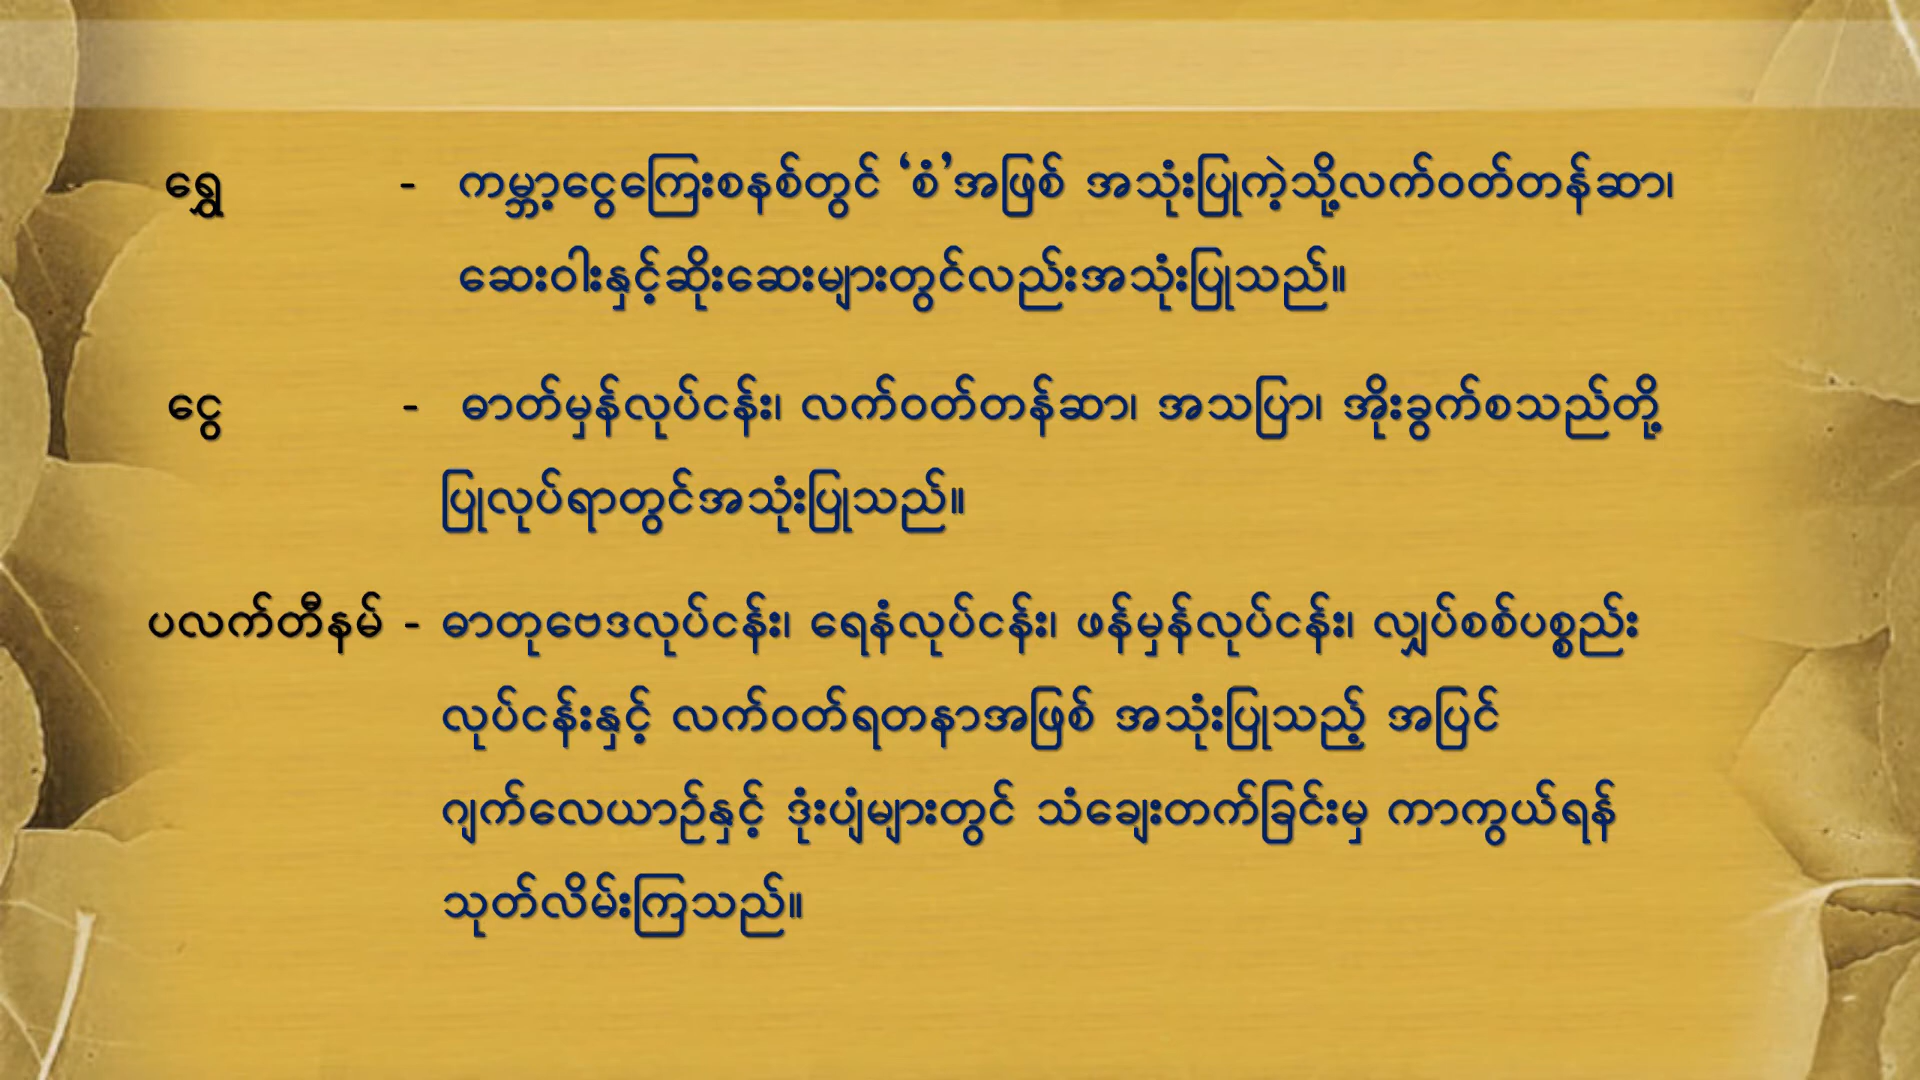 ရွှေ - ကမ္ဘာ့ငွေကြေးစနစ်တွင် ‘စံ’အဖြစ် အသုံးပြုကဲ့သို့လက်ဝတ်တန်ဆာ၊
ဆေးဝါးနှင့်ဆိုးဆေးများတွင်လည်းအသုံးပြုသည်။
ငွေ - ဓာတ်မှန်လုပ်ငန်း၊ လက်ဝတ်တန်ဆာ၊ အသပြာ၊ အိုးခွက်စသည်တို့
ပြုလုပ်ရာတွင်အသုံးပြုသည်။
ပလက်တီနမ် - ဓာတုဗေဒလုပ်ငန်း၊ ရေနံလုပ်ငန်း၊ ဖန်မှန်လုပ်ငန်း၊ လျှပ်စစ်ပစ္စည်း
လုပ်ငန်းနှင့် လက်ဝတ်ရတနာအဖြစ် အသုံးပြုသည့် အပြင်
ဂျက်လေယာဉ်နှင့် ဒုံးပျံများတွင် သံချေးတက်ခြင်းမှ ကာကွယ်ရန်
သုတ်လိမ်းကြသည်။